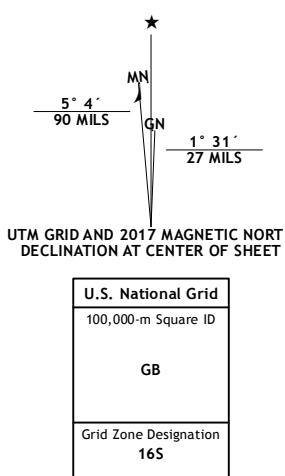 ★
MN
5° 4´
90 MILS
GN
1° 31´
27 MILS
UTM GRID AND 2017 MAGNETIC NORT
DECLINATION AT CENTER OF SHEET
U.S. National Grid
100,000-m Square ID
GB
Grid Zone Designation
16S